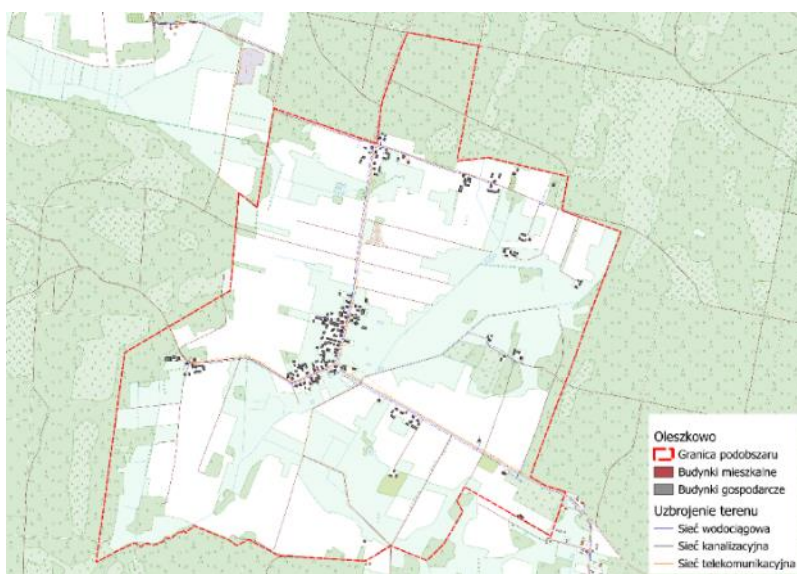 Oleszkowo
Granica podobszaru
Budynki mieszkalne
Budynki gospodarcze
Uzbrojenie terenu
Sieć wodociągowa
Sieć kanalizacyjna
Sieć telekomunikacyjna